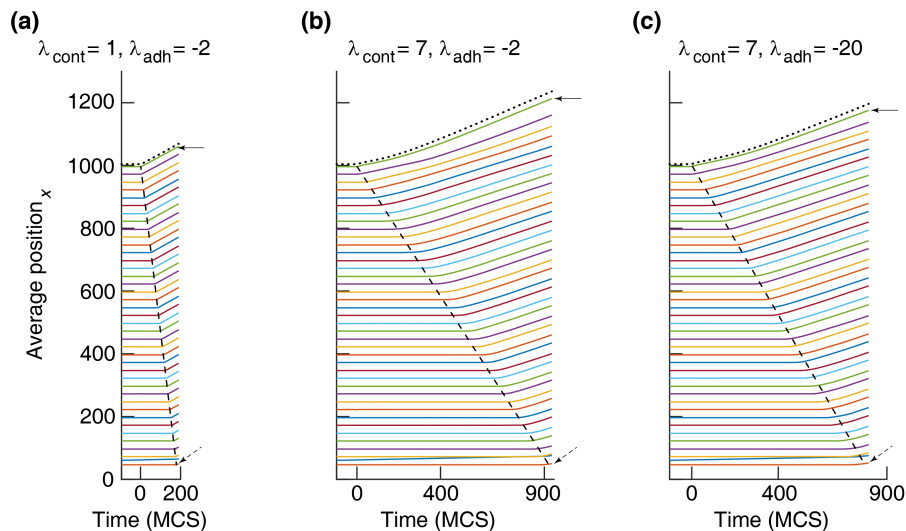 (a)
λcont= 1, λadh= -2
(b)
λcont= 7, λadh= -2
(c)
λcont= 7, λadh= -20
Average positionx
1200
1000
800
600
400
200
0
0 200
Time (MCS)
0 400 900
Time (MCS)
0 400 900
Time (MCS)